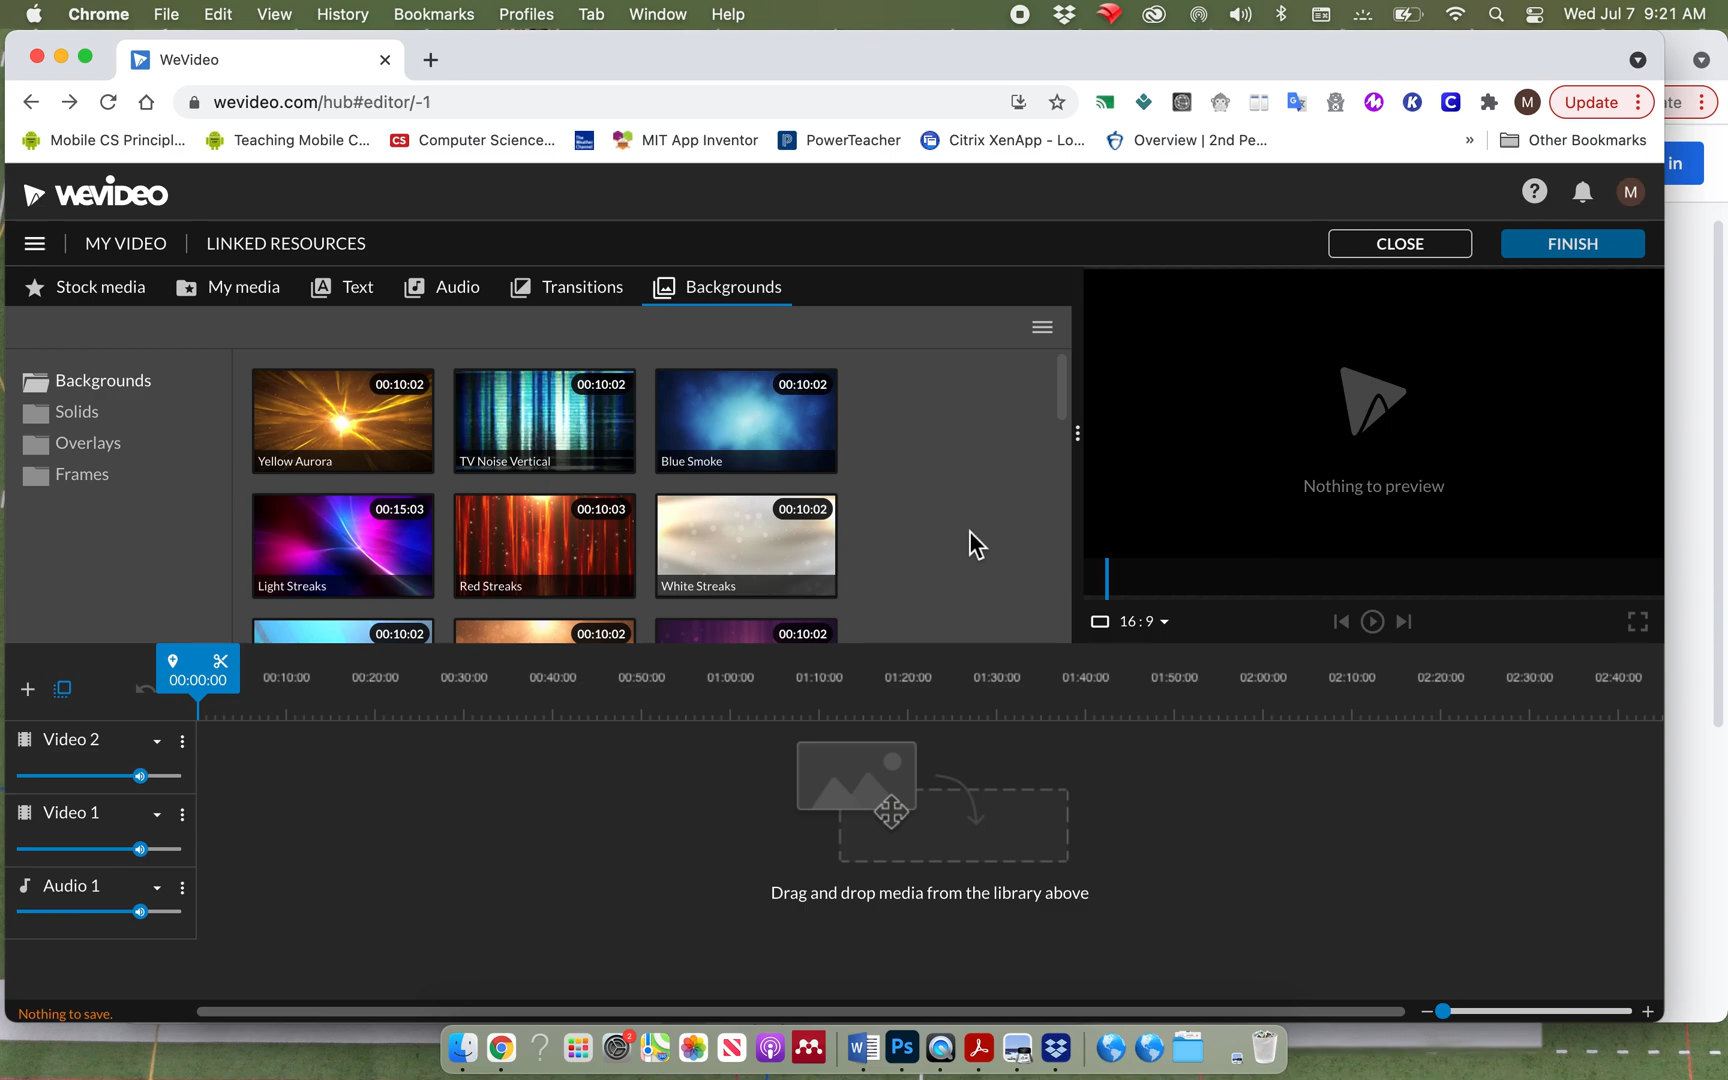 Chrome File Edit View History Bookmarks Profiles Tab Window Help Wed Jul 7 9:21 AM
WeVideo
wevideo.com/hub#editor/-1 M Update
Mobile CS Principl... Teaching Mobile C... CS Computer Science... MIT App Inventor PowerTeacher Citrix XenApp - Lo... Overview | 2nd Pe... » Other Bookmarks
in
WEVIDEO ? M
MY VIDEO LINKED RESOURCES CLOSE FINISH
Stock media My media Text Audio Transitions Backgrounds
Backgrounds
Solids
Overlays
Frames
00:10:02 00:10:02 00:10:02
Yellow Aurora TV Noise Vertical Blue Smoke
00:15:03 00:10:03 00:10:02
Light Streaks Red Streaks White Streaks
00:10:02 00:10:02 00:10:02
Nothing to preview
16:9
00:00:00 00:10:00 00:20:00 00:30:00 00:40:00 00:50:00 01:00:00 01:10:00 01:20:00 01:30:00 01:40:00 01:50:00 02:00:00 02:10:00 02:20:00 02:30:00 02:40:00
Video 2
Video 1
Audio 1
Drag and drop media from the library above
Nothing to save.
? 2 W Ps